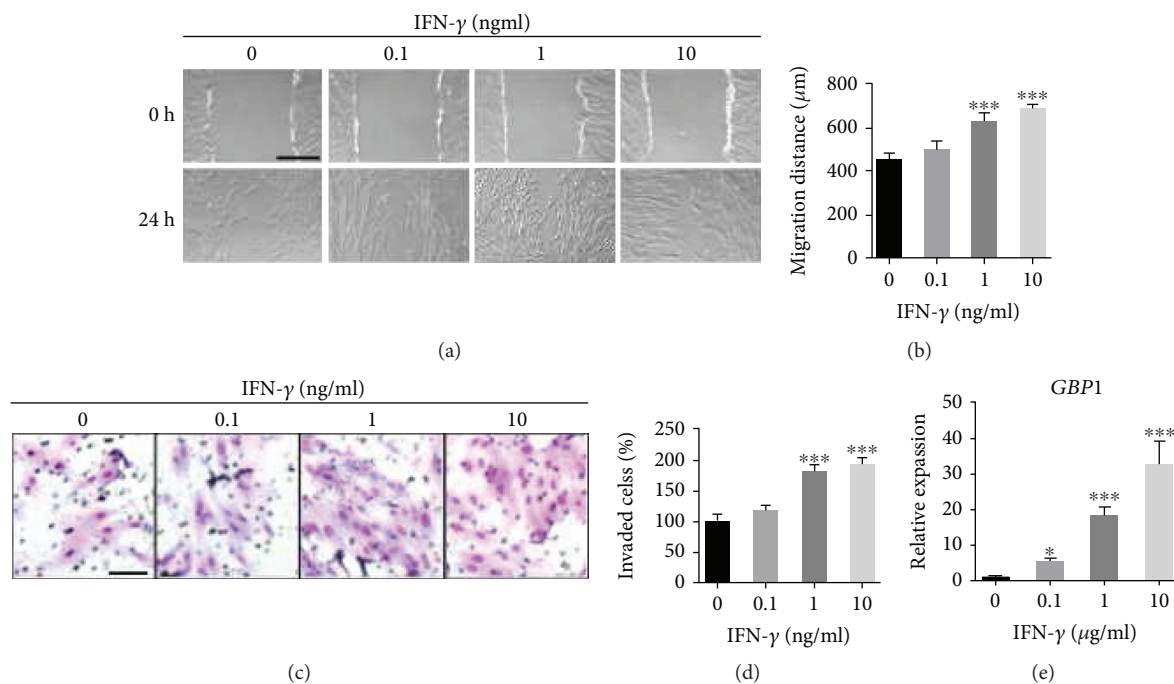 IFN-γ (ngml)
0 0.1 1 10
0 h
24 h
(a)
Migration distance (μm)
800
600
400
200
0
*** ***
0 0.1 1 10
IFN-γ (ng/ml)
(b)
IFN-γ (ng/ml)
0 0.1 1 10
(c)
Invaded celss (%)
250
200
150
100
50
0
*** ***
0 0.1 1 10
IFN-γ (ng/ml)
(d)
GBP1
Relative expassion
50
40
30
20
10
0
* *** ***
0 0.1 1 10
IFN-γ (μg/ml)
(e)